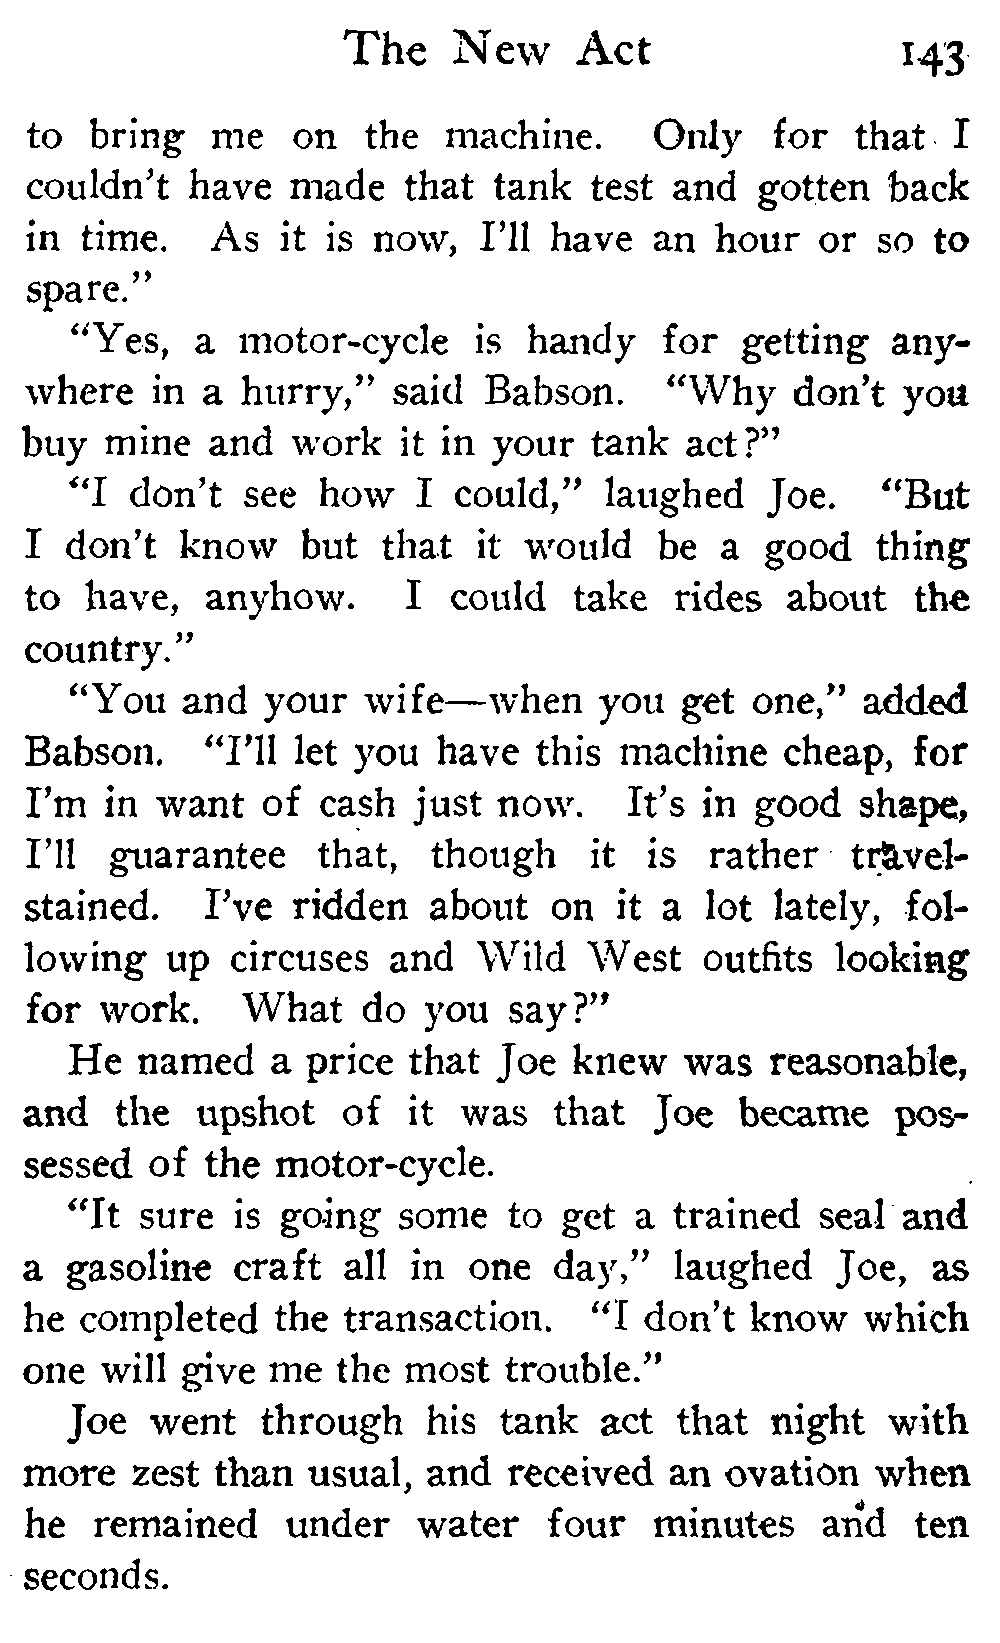 The New Act 143
to bring me on the machine. Only for that I
couldn't have made that tank test and gotten back
in time. As it is now, I'll have an hour or so to
spare."
"Yes, a motor-cycle is handy for getting any-
where in a hurry," said Babson. "Why don't you
buy mine and work it in your tank act?"
"I don't see how I could," laughed Joe. "But
I don't know but that it would be a good thing
to have, anyhow. I could take rides about the
country."
"You and your wife—when you get one," added
Babson. "I'll let you have this machine cheap, for
I'm in want of cash just now. It's in good shape,
I'll guarantee that, though it is rather travel-
stained. I've ridden about on it a lot lately, fol-
lowing up circuses and Wild West outfits looking
for work. What do you say?"
He named a price that Joe knew was reasonable,
and the upshot of it was that Joe became pos-
sessed of the motor-cycle.
"It sure is going some to get a trained seal and
a gasoline craft all in one day," laughed Joe, as
he completed the transaction. "I don't know which
one will give me the most trouble."
Joe went through his tank act that night with
more zest than usual, and received an ovation when
he remained under water four minutes and ten
seconds.